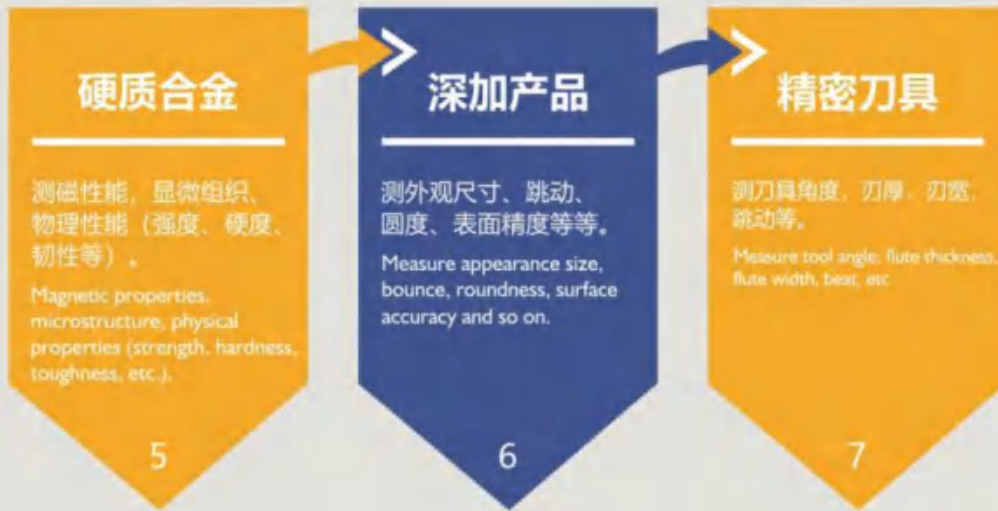 硬质合金
测磁性能，显微组织、
物理性能（强度、硬度、
韧性等）。
Magnetic properties,
microstructure, physical
properties (strength, hardness,
toughness, etc.).
5
深加产品
测外观尺寸、跳动、
圆度、表面精度等等。
Measure appearance size,
bounce, roundness, surface
accuracy and so on.
6
精密刀具
测刀具角度，刃厚，刃宽，
跳动等。
Measure tool angle, flute thickness,
flute width, beat, etc
7